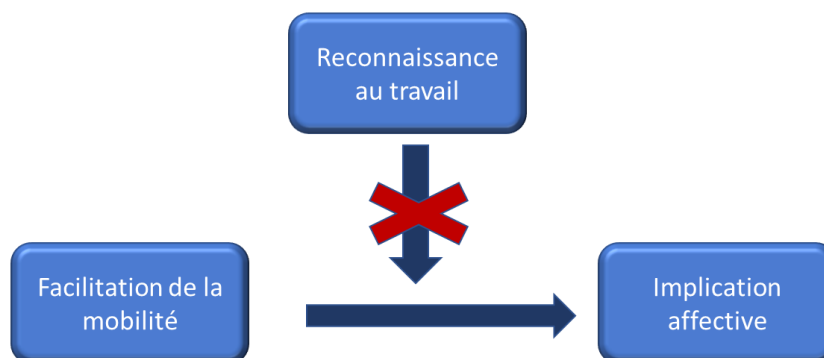 Reconnaissance
au travail
Facilitation de la
mobilité
Implication
affective